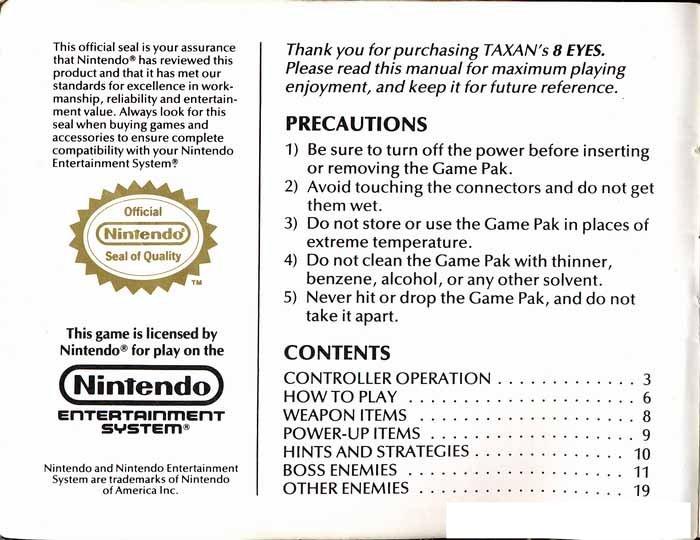 This official seal is your assurance
that Nintendo® has reviewed this
product and that it has met our
standards for excellence in work-
manship, reliability and entertain-
ment value. Always look for this
seal when buying games and
accessories to ensure complete
compatibility with your Nintendo
Entertainment System®
Official
Nintendo®
Seal of Quality
TM
This game is licensed by
Nintendo® for play on the
Nintendo
ENTERTAINMENT
SYSTEM®
Nintendo and Nintendo Entertainment
System are trademarks of Nintendo
of America Inc.
Thank you for purchasing TAXAN's 8 EYES.
Please read this manual for maximum playing
enjoyment, and keep it for future reference.
PRECAUTIONS
1) Be sure to turn off the power before inserting
or removing the Game Pak.
2) Avoid touching the connectors and do not get
them wet.
3) Do not store or use the Game Pak in places of
extreme temperature.
4) Do not clean the Game Pak with thinner,
benzene, alcohol, or any other solvent.
5) Never hit or drop the Game Pak, and do not
take it apart.
CONTENTS
CONTROLLER OPERATION . . . . . . . . . . . . . 3
HOW TO PLAY . . . . . . . . . . . . . . . . . . . . . . 6
WEAPON ITEMS . . . . . . . . . . . . . . . . . . . . 8
POWER-UP ITEMS . . . . . . . . . . . . . . . . . . . 9
HINTS AND STRATEGIES . . . . . . . . . . . . . . 10
BOSS ENEMIES . . . . . . . . . . . . . . . . . . . . . 11
OTHER ENEMIES . . . . . . . . . . . . . . . . . . . . 19